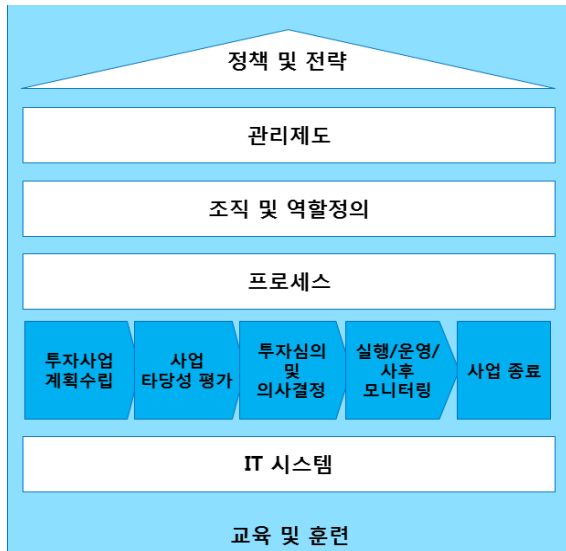 정책 및 전략
관리제도
조직 및 역할정의
프로세스
투자사업
계획수립
사업
타당성 평가
투자심의
및
의사결정
실행/운영/
사후
모니터링
사업 종료
IT 시스템
교육 및 훈련